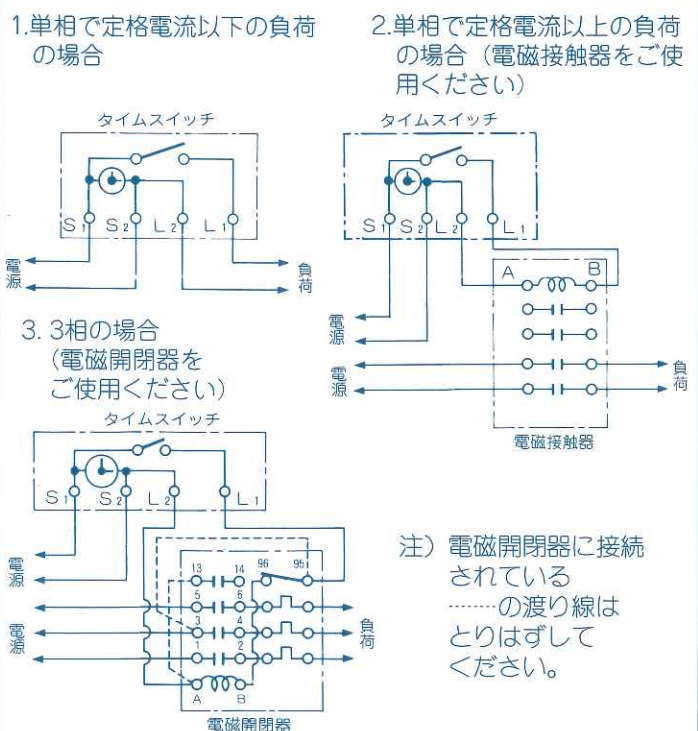 1.単相で定格電流以下の負荷
の場合
タイムスイッチ
S1 S2 L2 L1
電源
負荷
2.単相で定格電流以上の負荷
の場合（電磁接触器をご使
用ください）
タイムスイッチ
S1 S2 L2 L1
A B
電源
電源
負荷
電磁接触器
3. 3相の場合
（電磁開閉器を
ご使用ください）
タイムスイッチ
S1 S2 L2 L1
電源
13 14 96 95
5 6
3 4
1 2
A B
電源
負荷
電磁開閉器
注）電磁開閉器に接続
されている
………の渡り線は
とりはずして
ください。